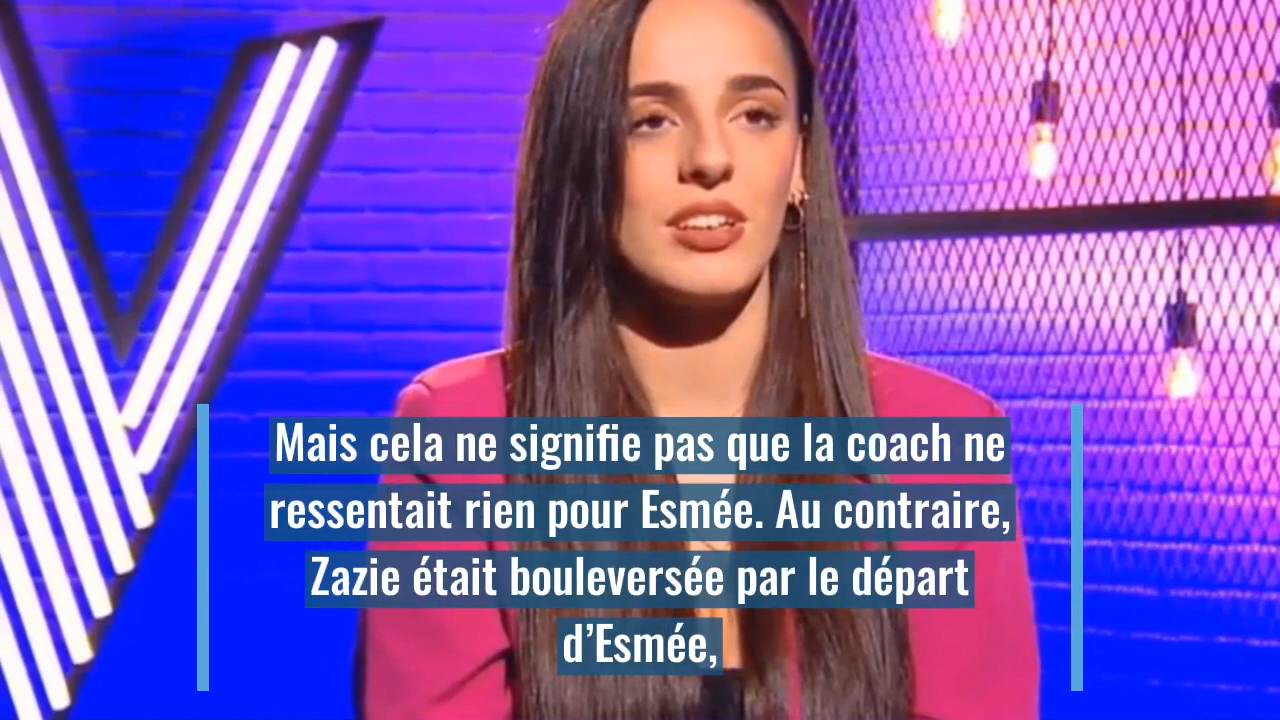 Mais cela ne signifie pas que la coach ne
ressentait rien pour Esmée. Au contraire,
Zazie était bouleversée par le départ
d’Esmée,